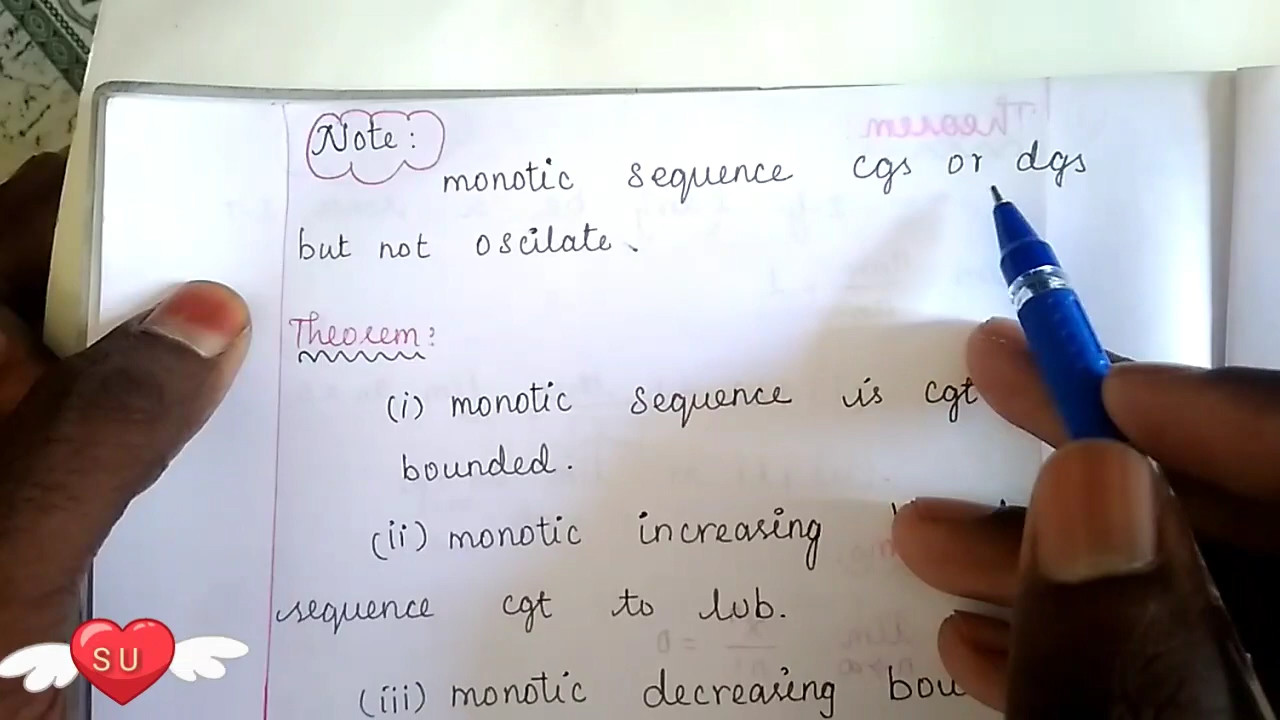 Note:
monotic sequence cgs or dgs
but not oscilate.
Theorem:
(i) monotic sequence is cgt
bounded.
(ii) monotic increasing
sequence cgt to lub.
(iii) monotic decreasing
SU